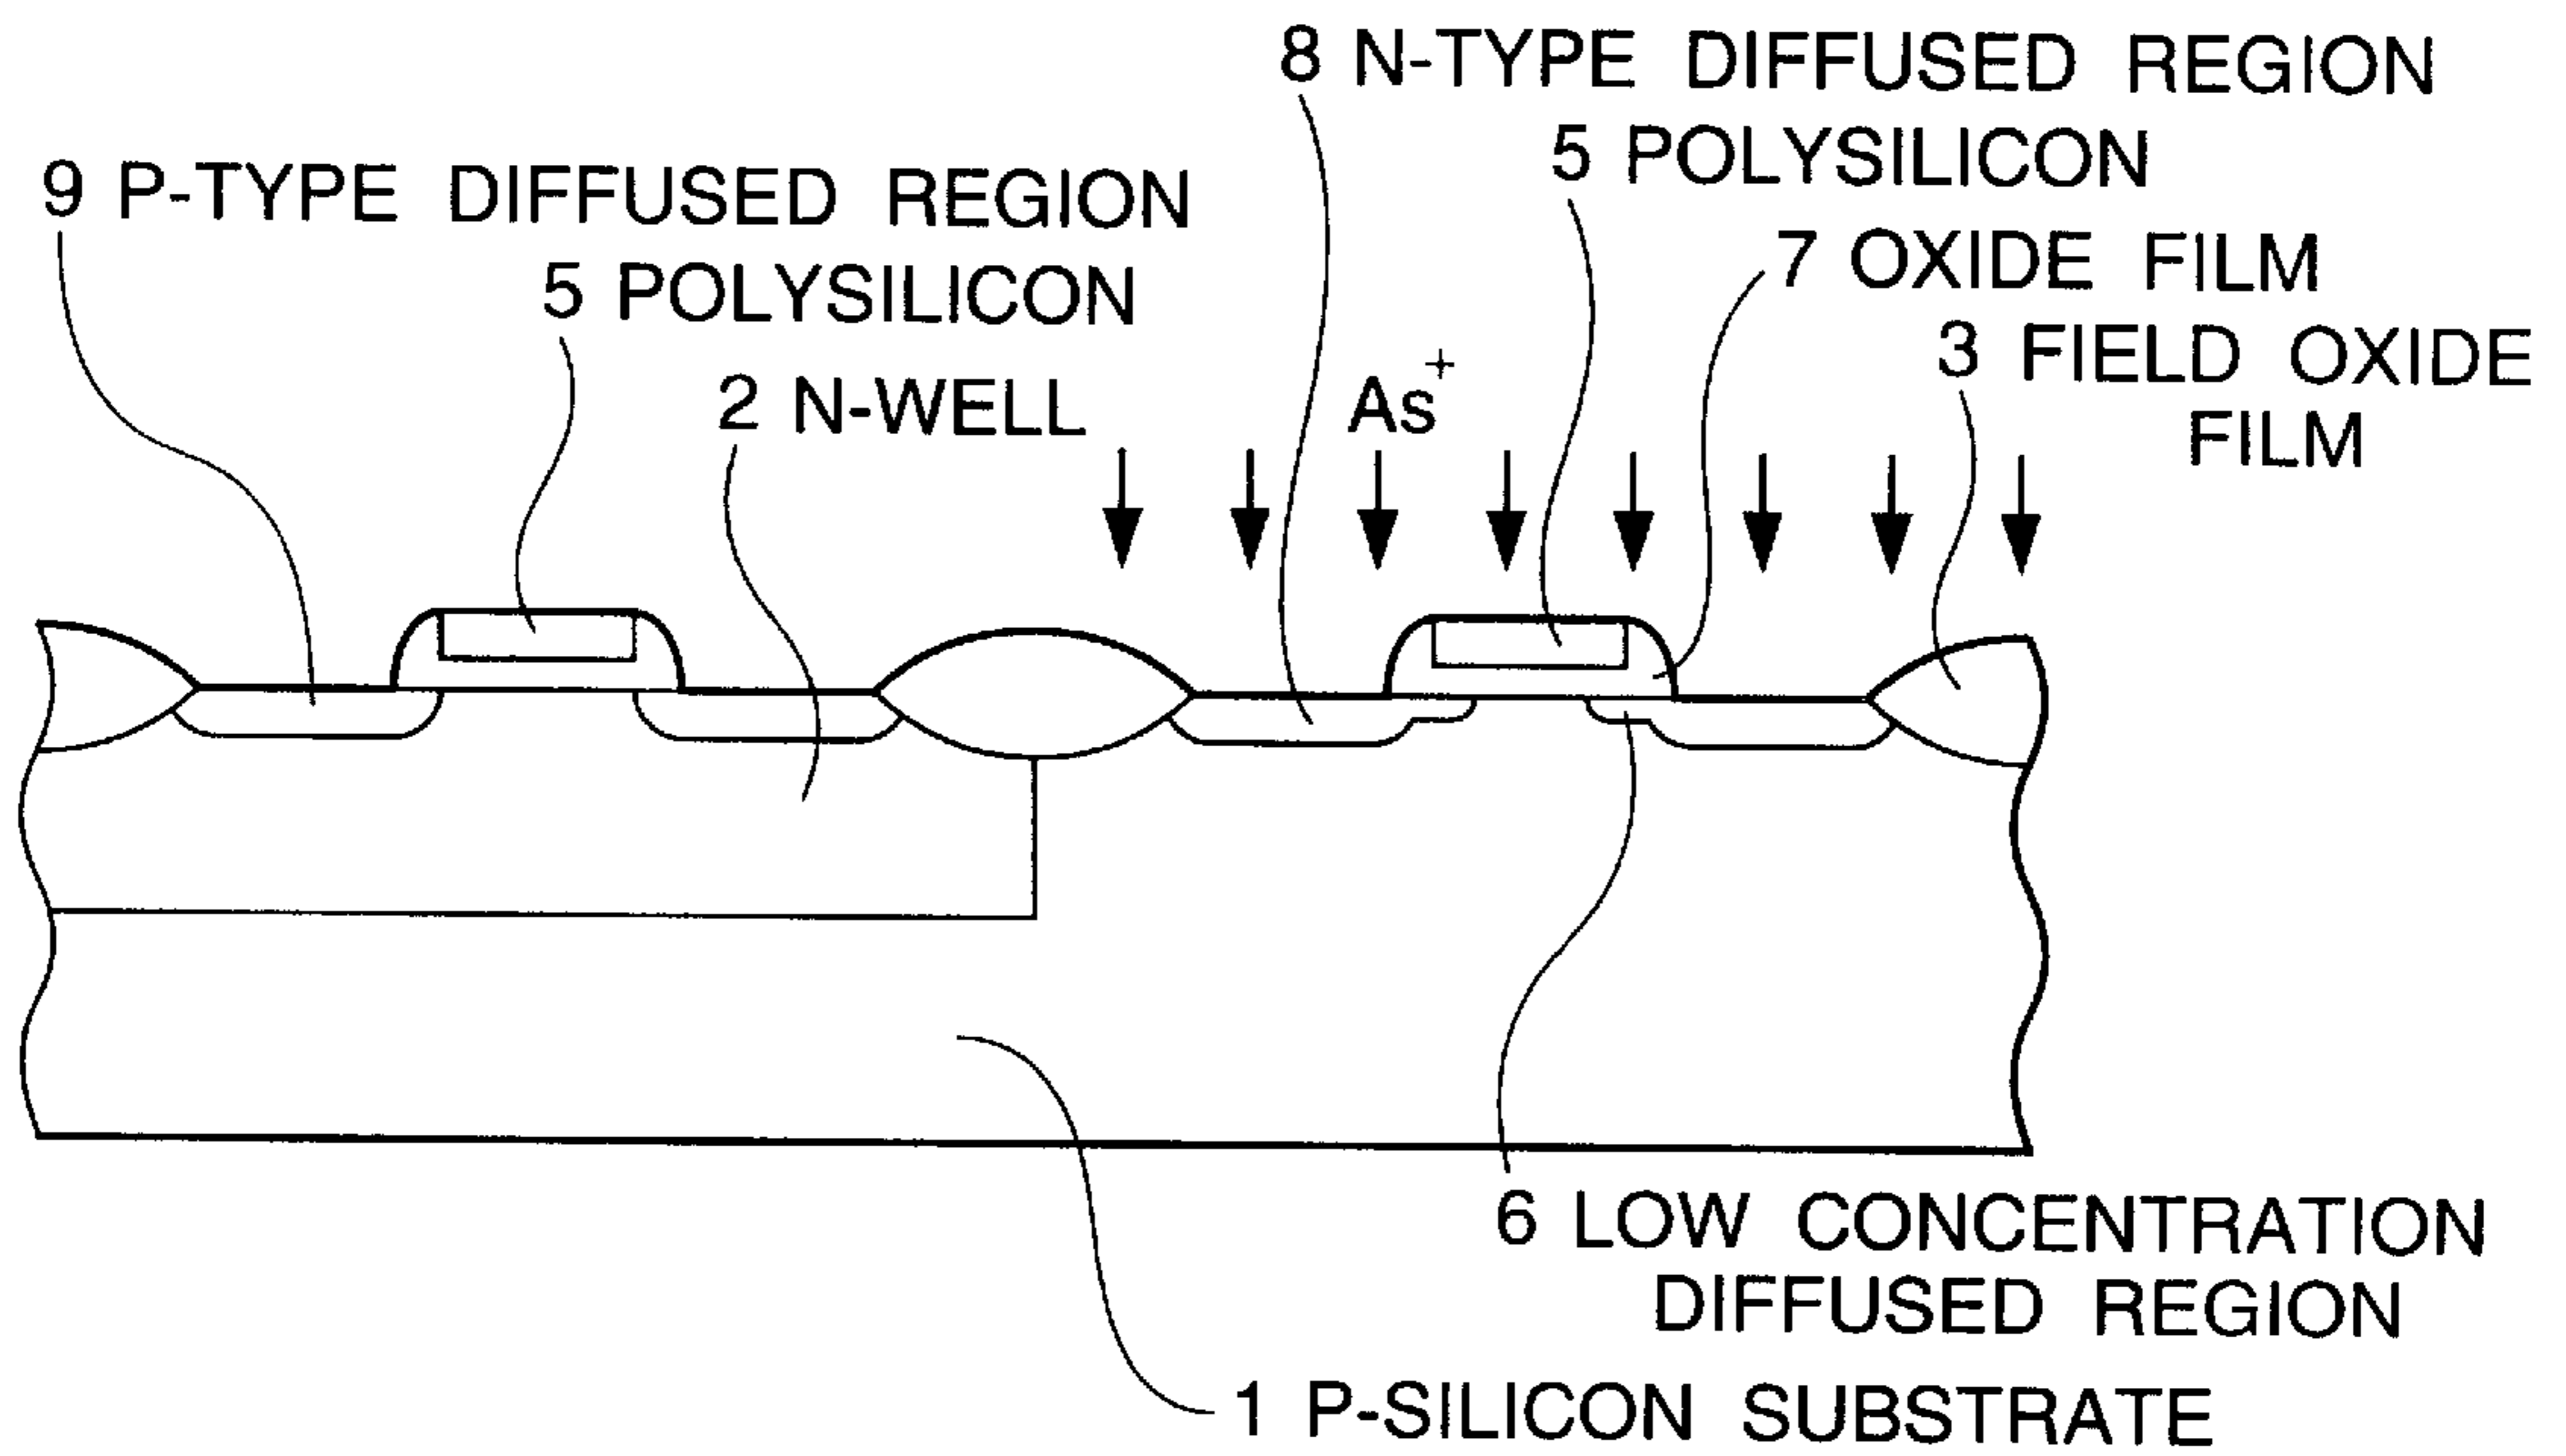 8 N-TYPE DIFFUSED REGION
5 POLYSILICON
9 P-TYPE DIFFUSED REGION
7 OXIDE FILM
5 POLYSILICON
3 FIELD OXIDE
FILM
2 N-WELL
As+
6 LOW CONCENTRATION
DIFFUSED REGION
1 P-SILICON SUBSTRATE